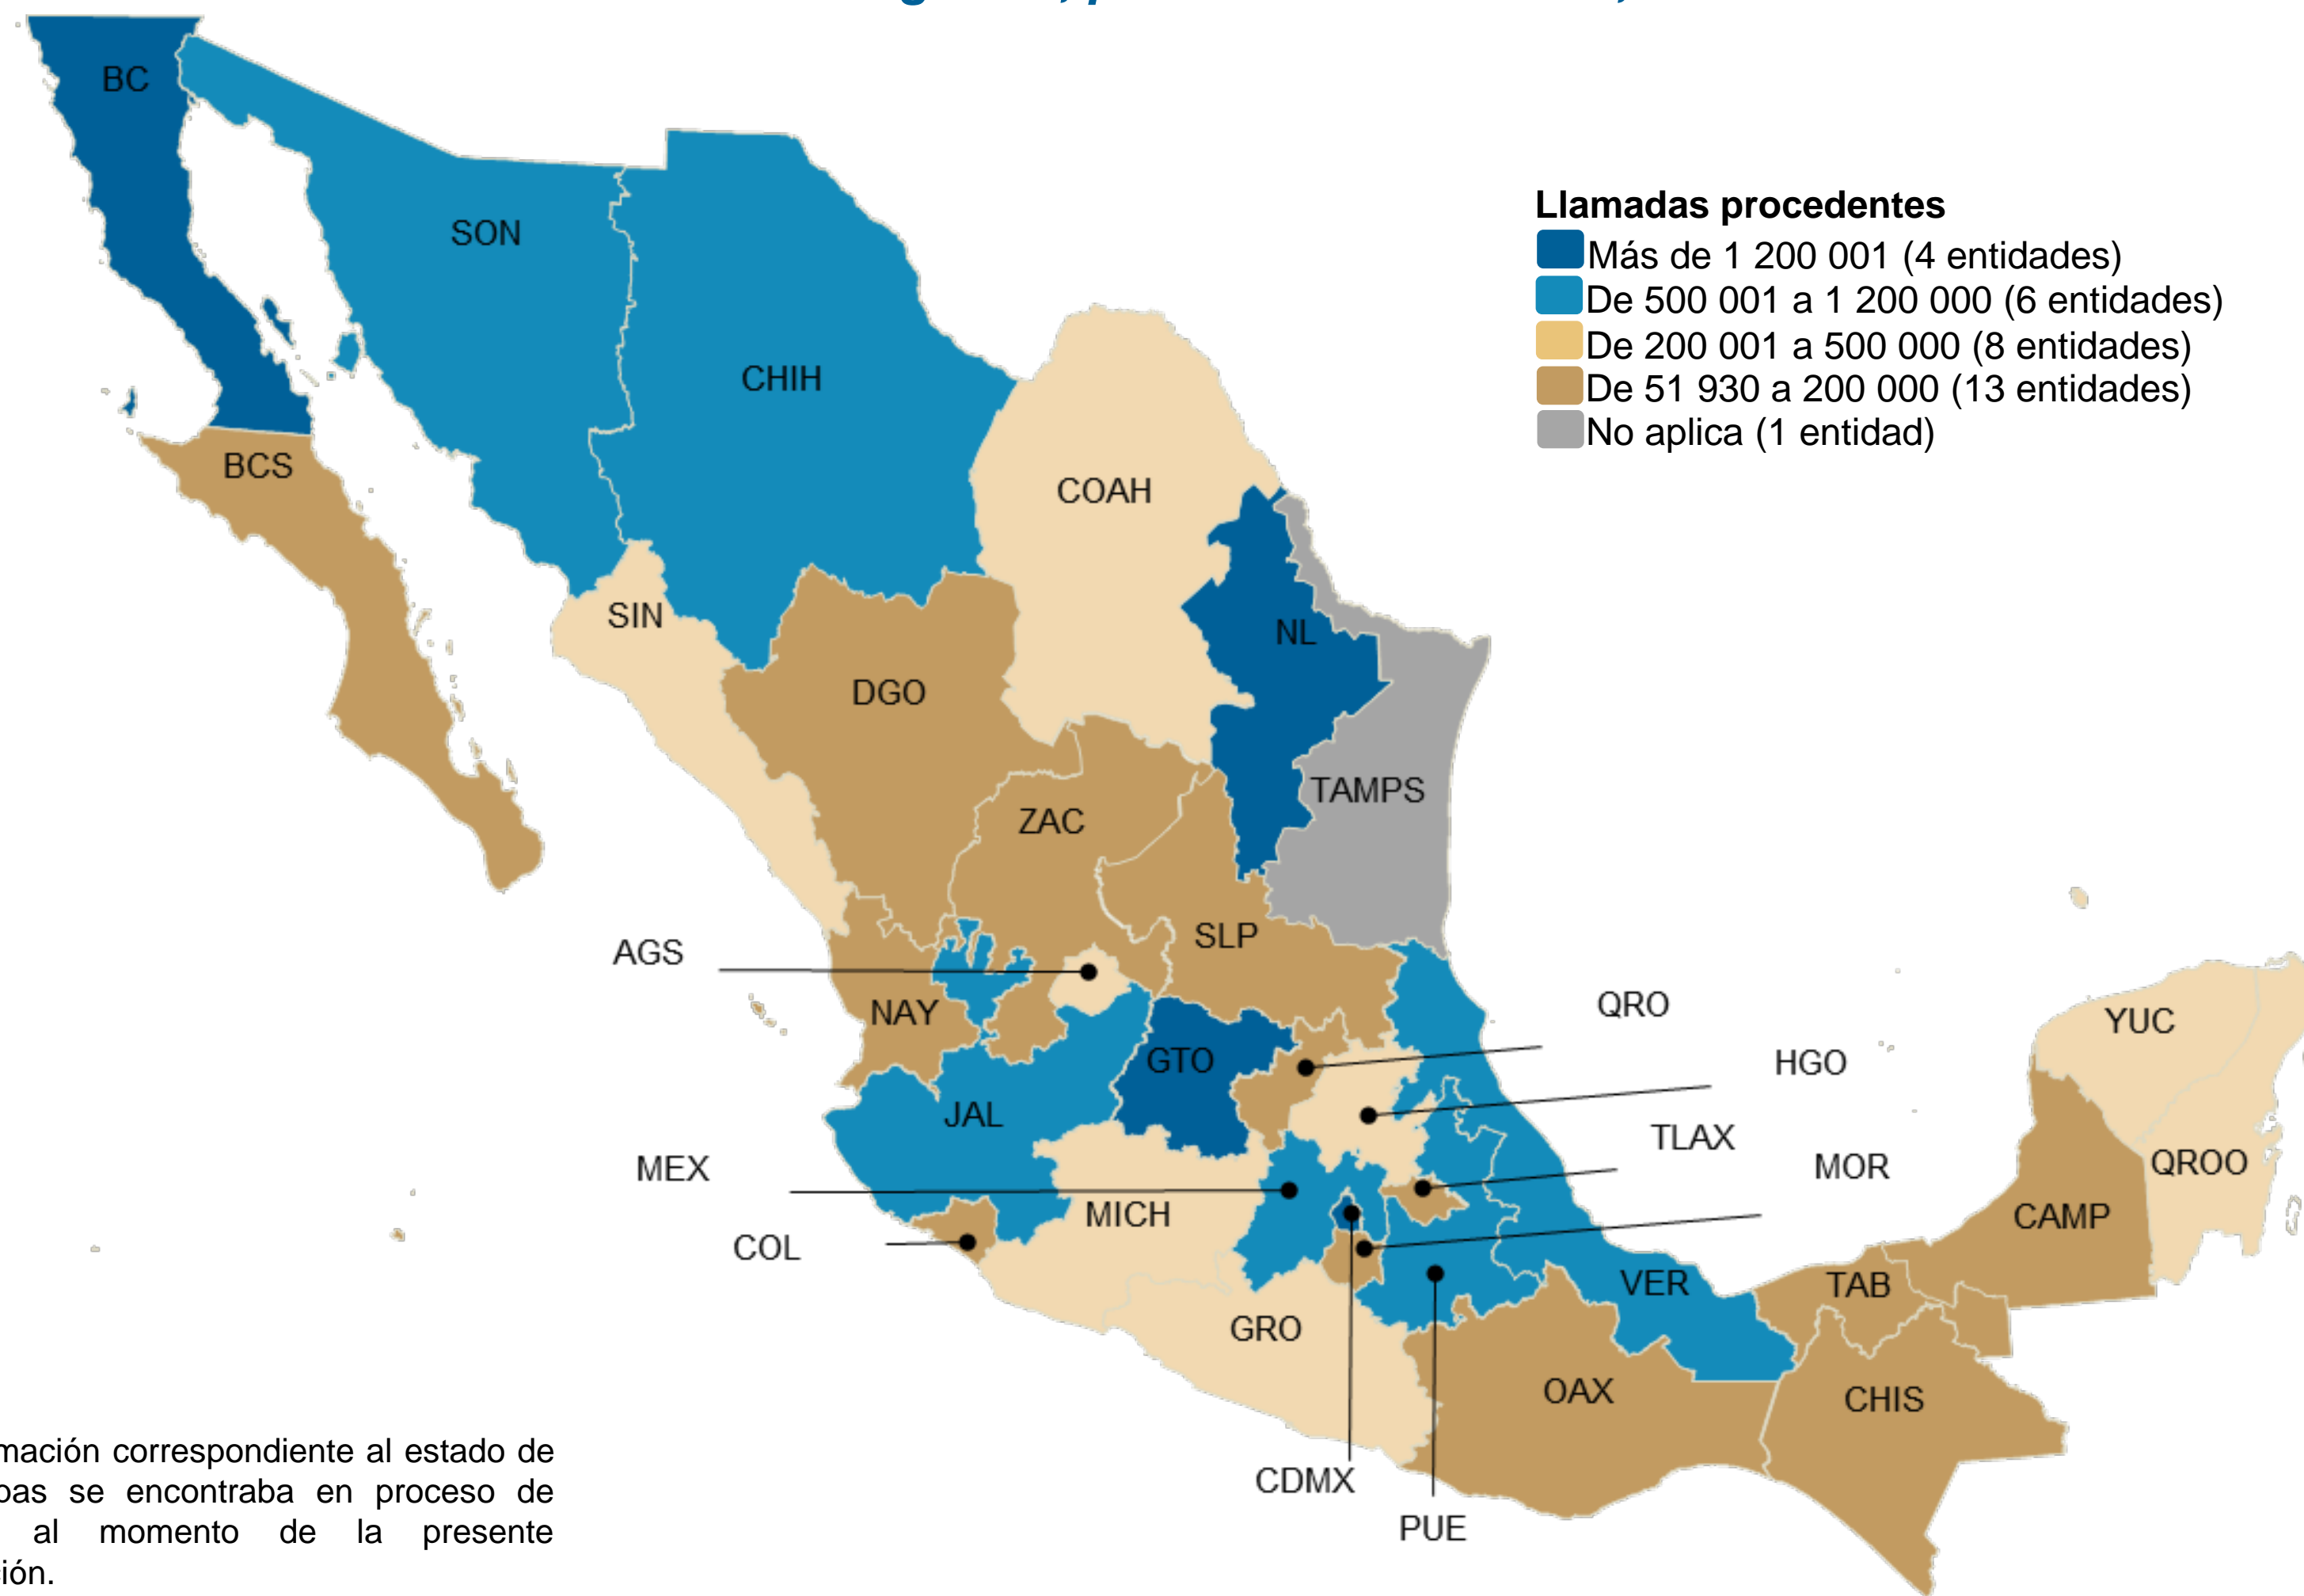 BC
SON
Llamadas procedentes
Más de 1 200 001 (4 entidades)
De 500 001 a 1 200 000 (6 entidades)
De 200 001 a 500 000 (8 entidades)
De 51 930 a 200 000 (13 entidades)
No aplica (1 entidad)
CHIH
BCS
COAH
SIN
NL
DGO
TAMPS
ZAC
SLP
AGS
NAY
QRO
YUC
GTO
HGO
JAL
TLAX
MEX
MOR
QROO
MICH
CAMP
COL
VER
TAB
GRO
OAX
CHIS
CDMX
PUE
correspondiente al estado de
se encontraba en proceso de
al momento de la presente